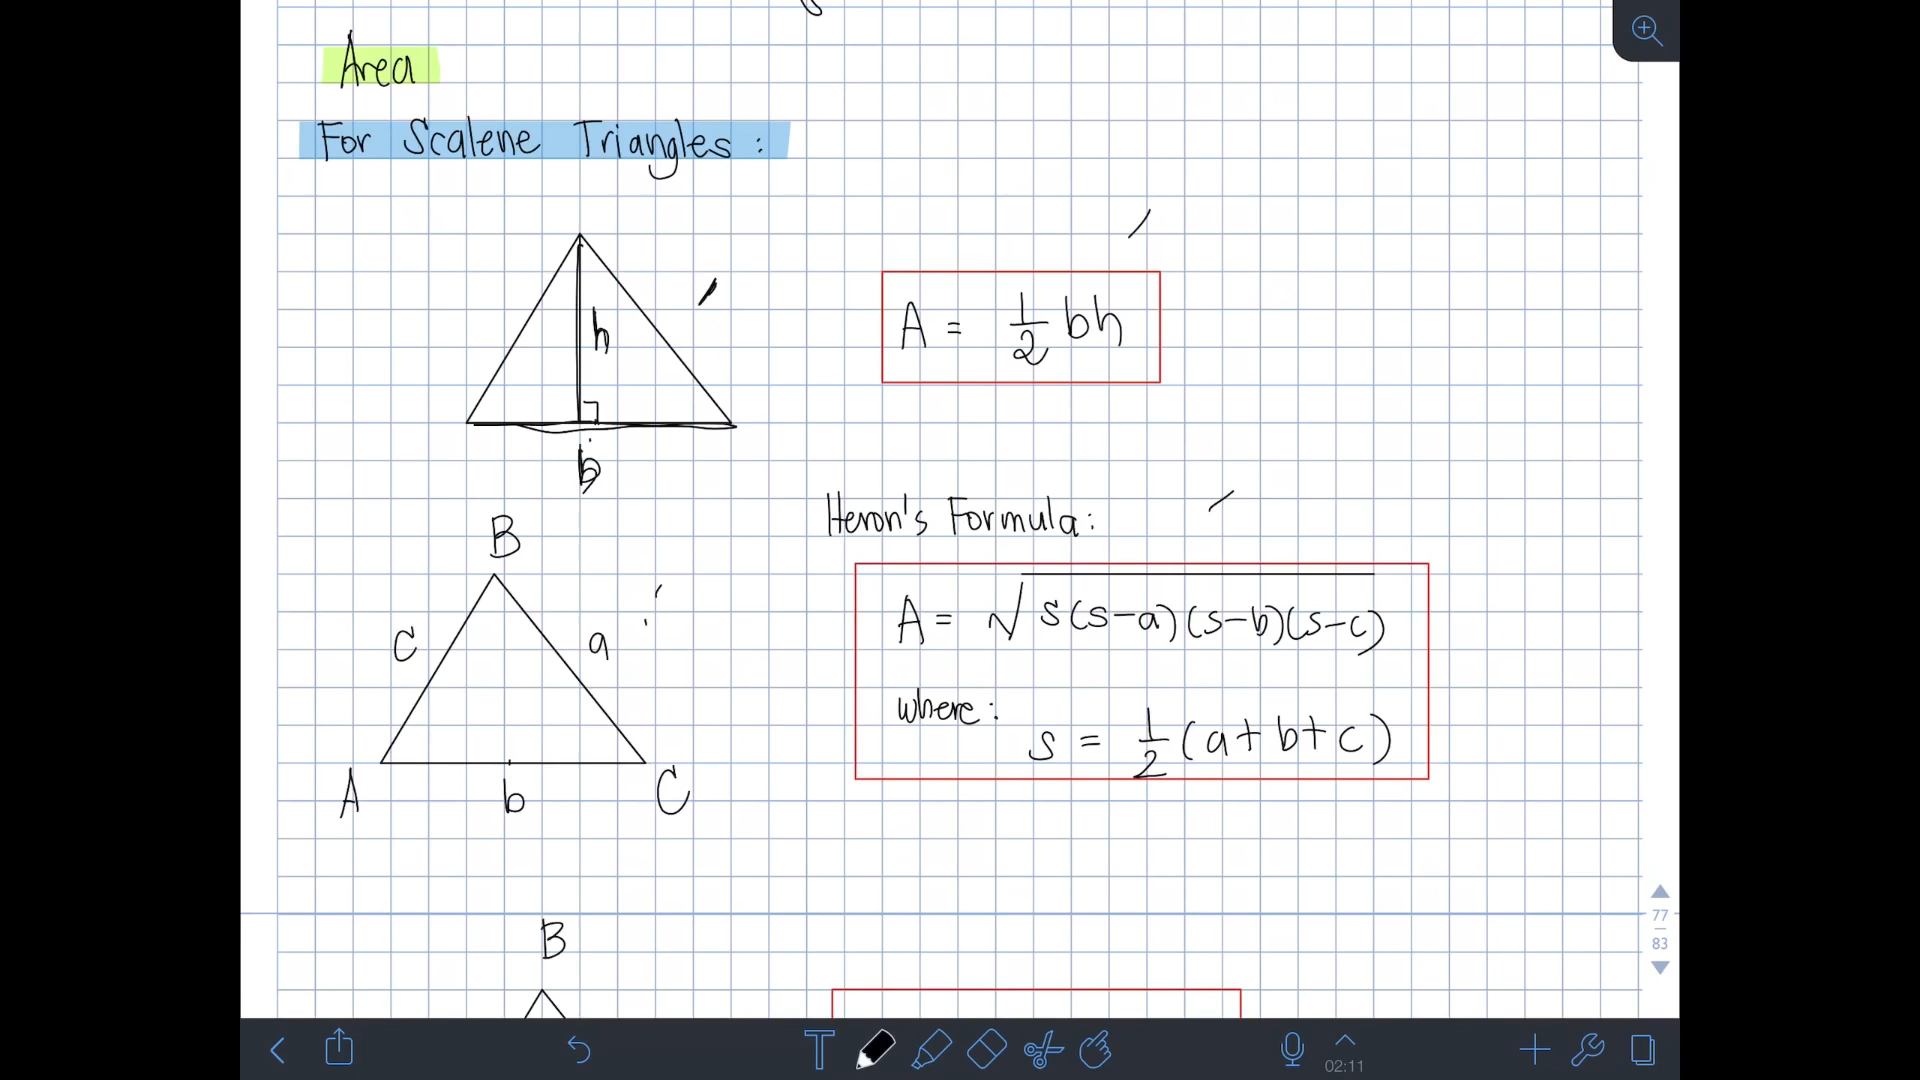 Area
For Scalene Triangles:
h
A = 1/2 bh
b
Heron's Formula:
B
A = √s(s-a)(s-b)(s-c)
C
a
where:
s = 1/2 (a+b+c)
A
b
C
77
83
B
T
02:11